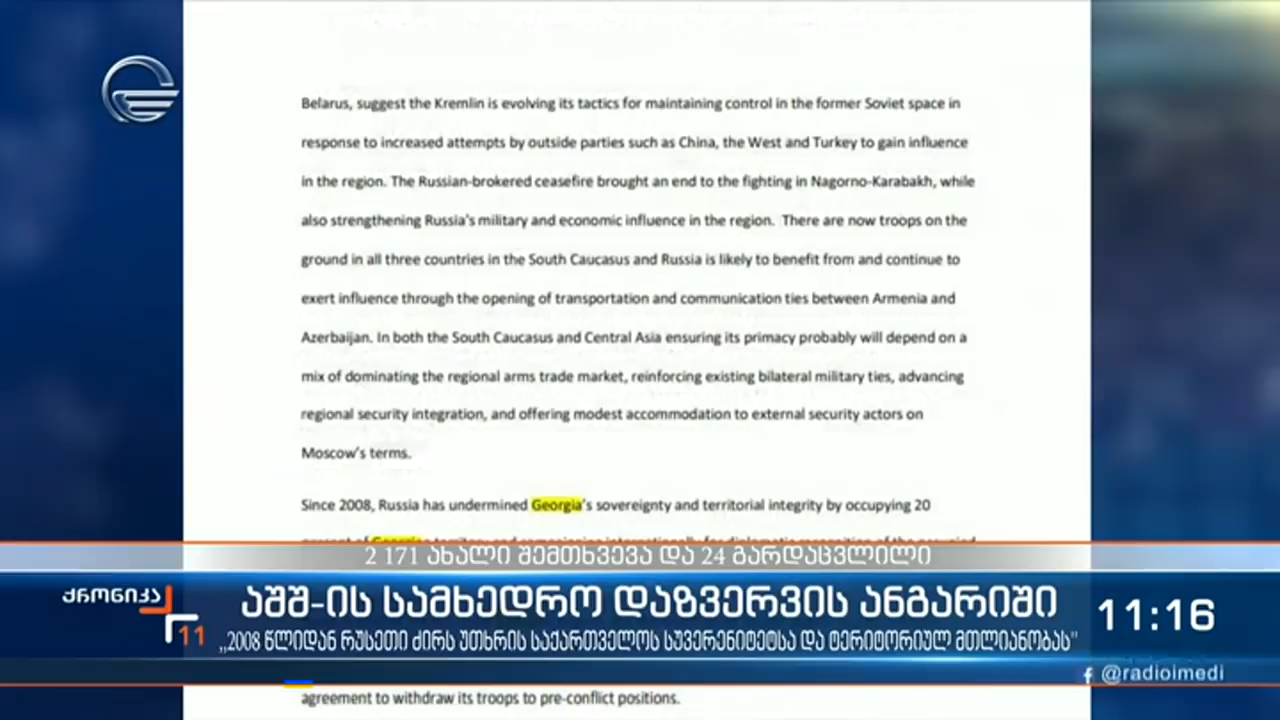 Belarus, suggest the Kremlin is evolving its tactics for maintaining control in the former Soviet space in
response to increased attempts by outside parties such as China, the West and Turkey to gain influence
in the region. The Russian-brokered ceasefire brought an end to the fighting in Nagorno-Karabakh, while
also strengthening Russia's military and economic influence in the region. There are now troops on the
ground in all three countries in the South Caucasus and Russia is likely to benefit from and continue to
exert influence through the opening of transportation and communication ties between Armenia and
Azerbaijan. In both the South Caucasus and Central Asia ensuring its primacy probably will depend on a
mix of dominating the regional arms trade market, reinforcing existing bilateral military ties, advancing
regional security integration, and offering modest accommodation to external security actors on
Moscow's terms.
Since 2008, Russia has undermined Georgia's sovereignty and territorial integrity by occupying 20
2 171 ახალი შემთხვევა და 24 გარდაცვლილი
ქრონიკა
11
აშშ-ის სამხედრო დაზვერვის ანგარიში
11:16
„2008 წლიდან რუსეთი ძირს უთხრის საქართველოს სუვერენიტეტსა და ტერიტორიულ მთლიანობას"
f @radioimedi
agreement to withdraw its troops to pre-conflict positions.